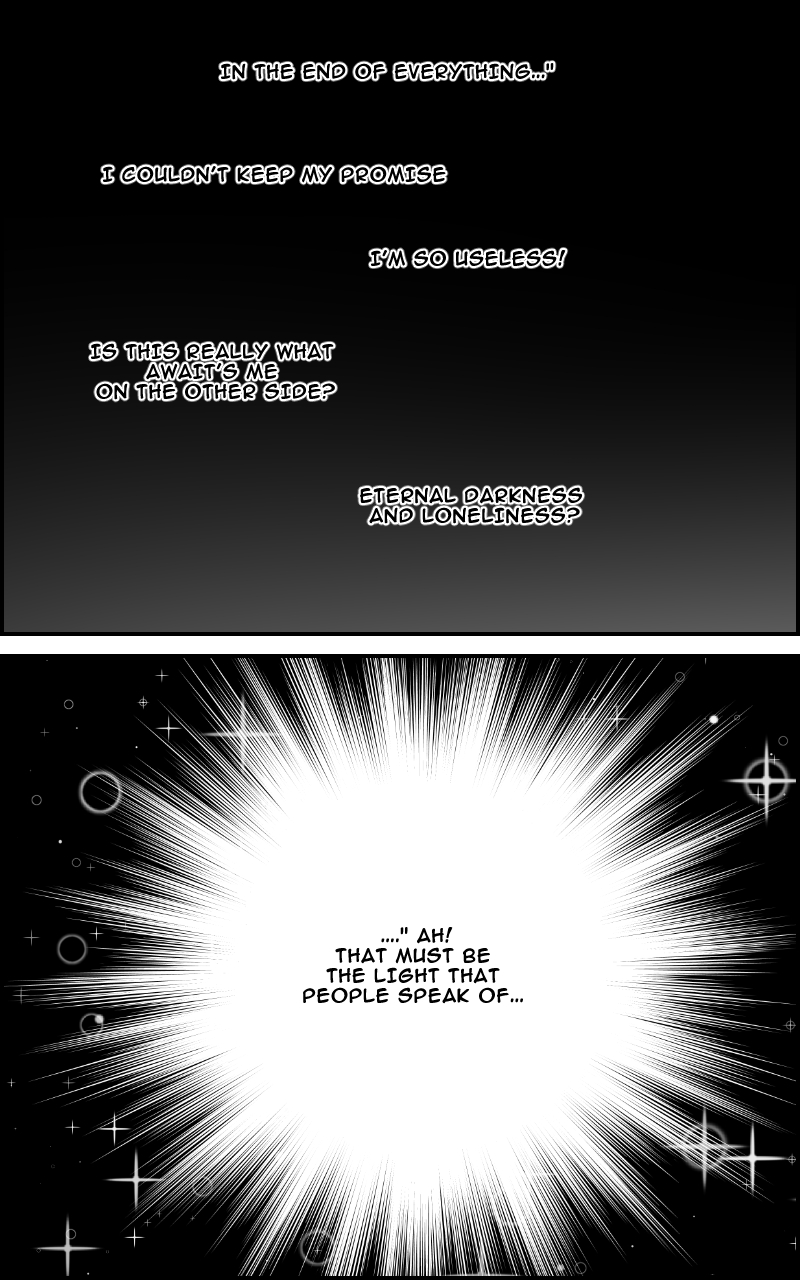 IN THE END OF EVERYTHING..."
I COULDN'T KEEP MY PROMISE
I'M SO USELESS!
IS THIS REALLY WHAT
AWAIT'S ME
ON THE OTHER SIDE?
ETERNAL DARKNESS
AND LONELINESS?
...." AH!
THAT MUST BE
THE LIGHT THAT
PEOPLE SPEAK OF...